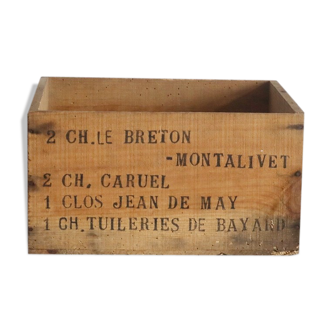 2 CH.LE BRETON
-MONTALIVET
2 CH. CARUEL
1 CLOS JEAN DE MAY
1 CH.TUILERIES DE BAYARD